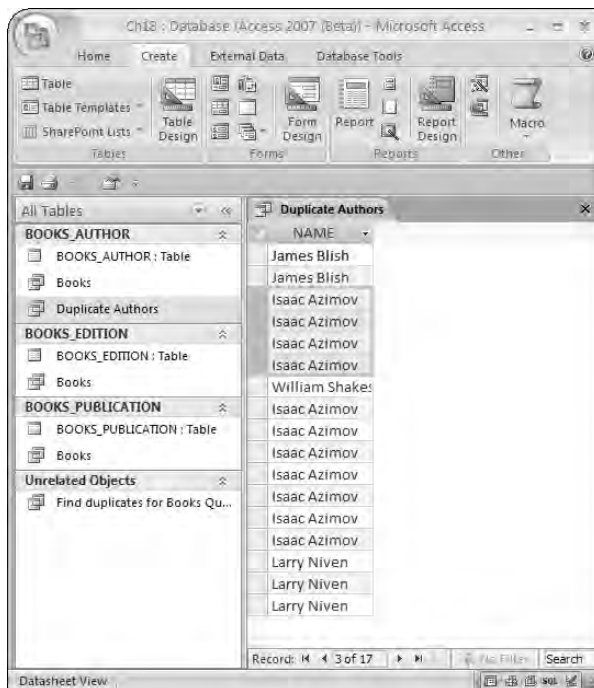 Ch18 : Database (Access 2007 (Beta)) - Microsoft Access
Home Create External Data Database Tools
Table
Table Templates
SharePoint Lists
Table Design
Tables
Form Design
Forms
Report
Report Design
Reports
Macro
Other
All Tables
BOOKS_AUTHOR
BOOKS_AUTHOR : Table
Books
Duplicate Authors
BOOKS_EDITION
BOOKS_EDITION : Table
Books
BOOKS_PUBLICATION
BOOKS_PUBLICATION : Table
Books
Unrelated Objects
Find duplicates for Books Qu...
Duplicate Authors
NAME
James Blish
James Blish
Isaac Azimov
Isaac Azimov
Isaac Azimov
Isaac Azimov
William Shakes
Isaac Azimov
Isaac Azimov
Isaac Azimov
Isaac Azimov
Isaac Azimov
Isaac Azimov
Isaac Azimov
Larry Niven
Larry Niven
Larry Niven
Record: 3 of 17 No Filter Search
Datasheet View SQL